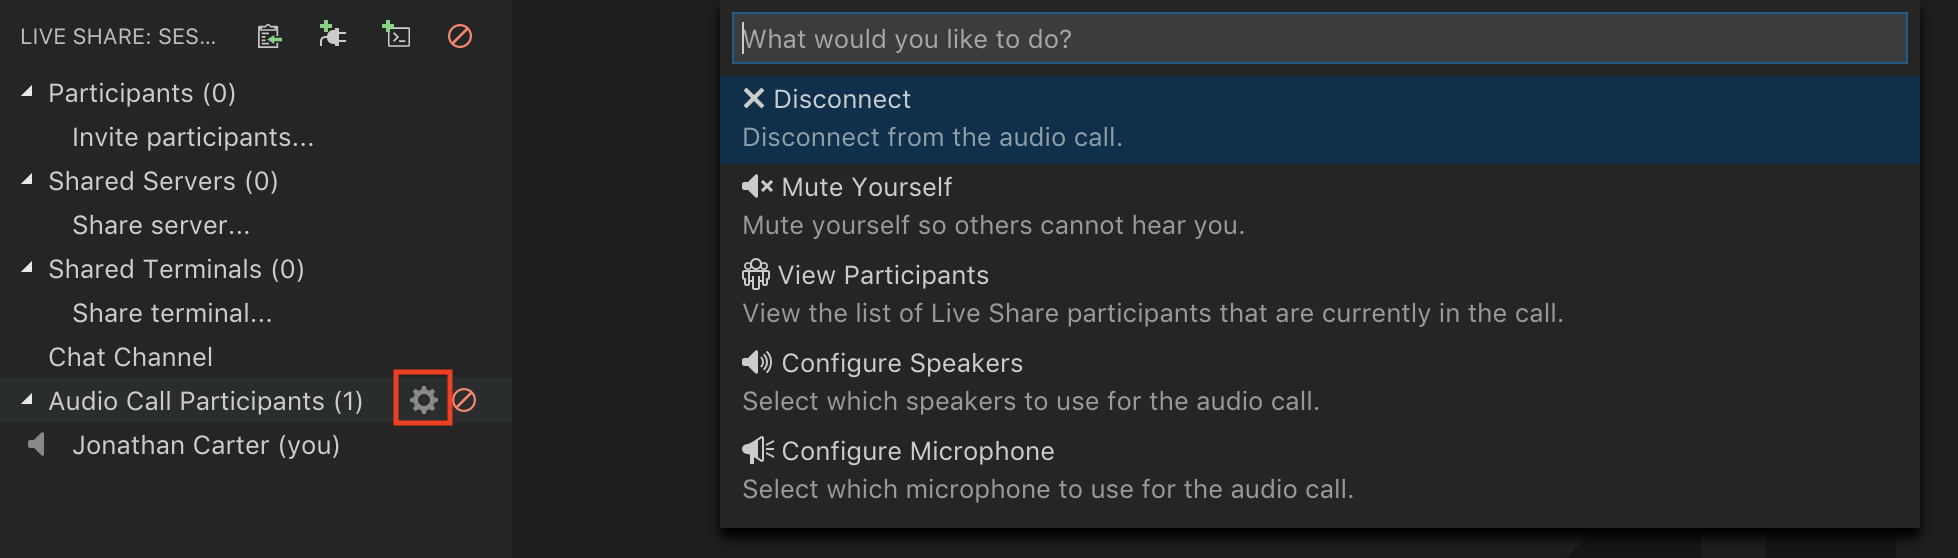 LIVE SHARE: SES...
Participants (0)
Invite participants...
Shared Servers (0)
Share server...
Shared Terminals (0)
Share terminal...
Chat Channel
Audio Call Participants (1)
Jonathan Carter (you)
What would you like to do?
Disconnect
Disconnect from the audio call.
Mute Yourself
Mute yourself so others cannot hear you.
View Participants
View the list of Live Share participants that are currently in the call.
Configure Speakers
Select which speakers to use for the audio call.
Configure Microphone
Select which microphone to use for the audio call.